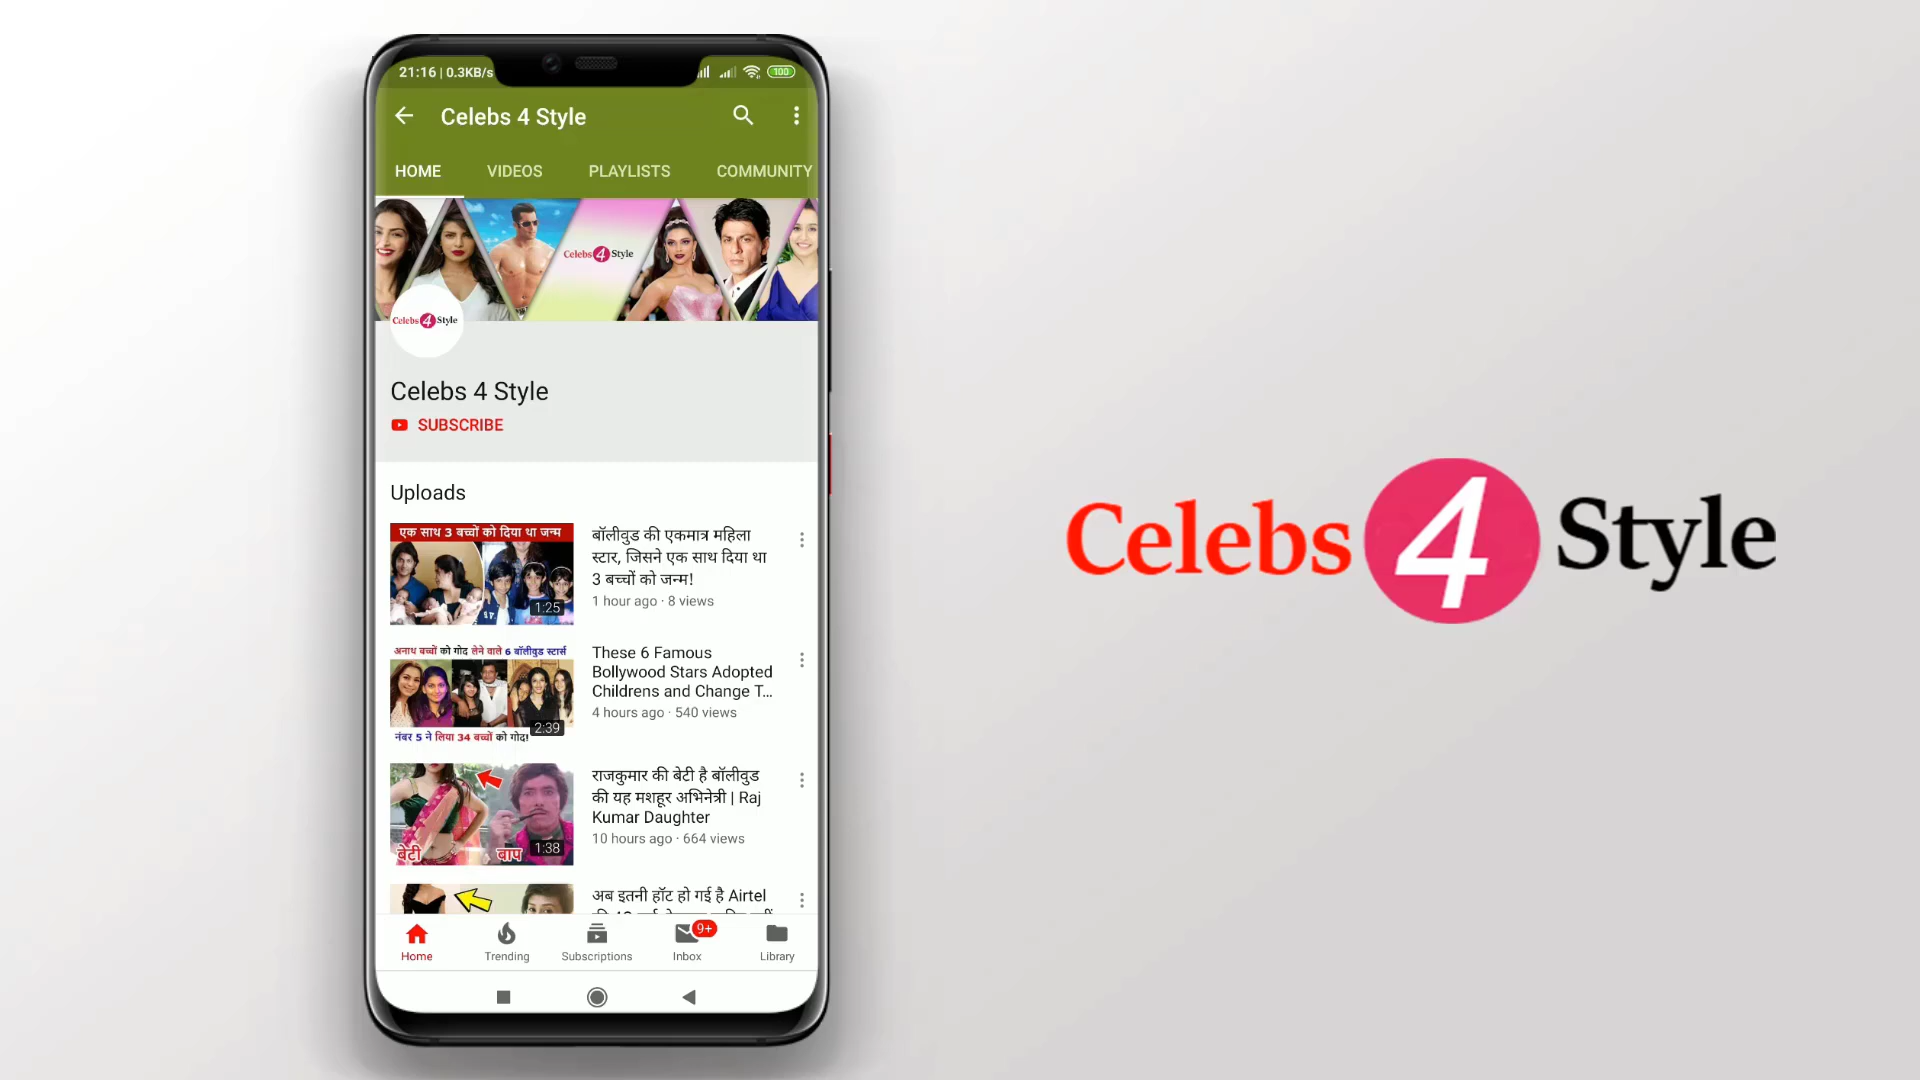 21:16 | 0.3KB/s
100
Celebs 4 Style
HOME
VIDEOS
PLAYLISTS
COMMUNITY
Celebs 4 Style
Celebs 4 Style
Celebs 4 Style
SUBSCRIBE
Uploads
एक साथ 3 बच्चों को दिया था जन्म
1:25
बॉलीवुड की एकमात्र महिला
स्टार, जिसने एक साथ दिया था
3 बच्चों को जन्म!
1 hour ago · 8 views
अनाथ बच्चों को गोद लेने वाले 6 बॉलीवुड स्टार्स
2:39
नंबर 5 ने लिया 34 बच्चों को गोद!
These 6 Famous
Bollywood Stars Adopted
Childrens and Change T...
4 hours ago · 540 views
बेटी
बाप
1:38
राजकुमार की बेटी है बॉलीवुड
की यह मशहूर अभिनेत्री | Raj
Kumar Daughter
10 hours ago · 664 views
अब इतनी हॉट हो गई है Airtel
Home
Trending
Subscriptions
9+
Inbox
Library
Celebs 4 Style